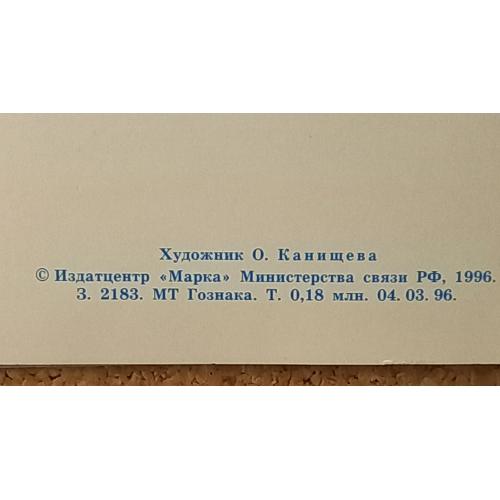 Художник О. Канищева
© Издатцентр «Марка» Министерства связи РФ, 1996.
З. 2183. МТ Гознака. Т. 0,18 млн. 04. 03. 96.